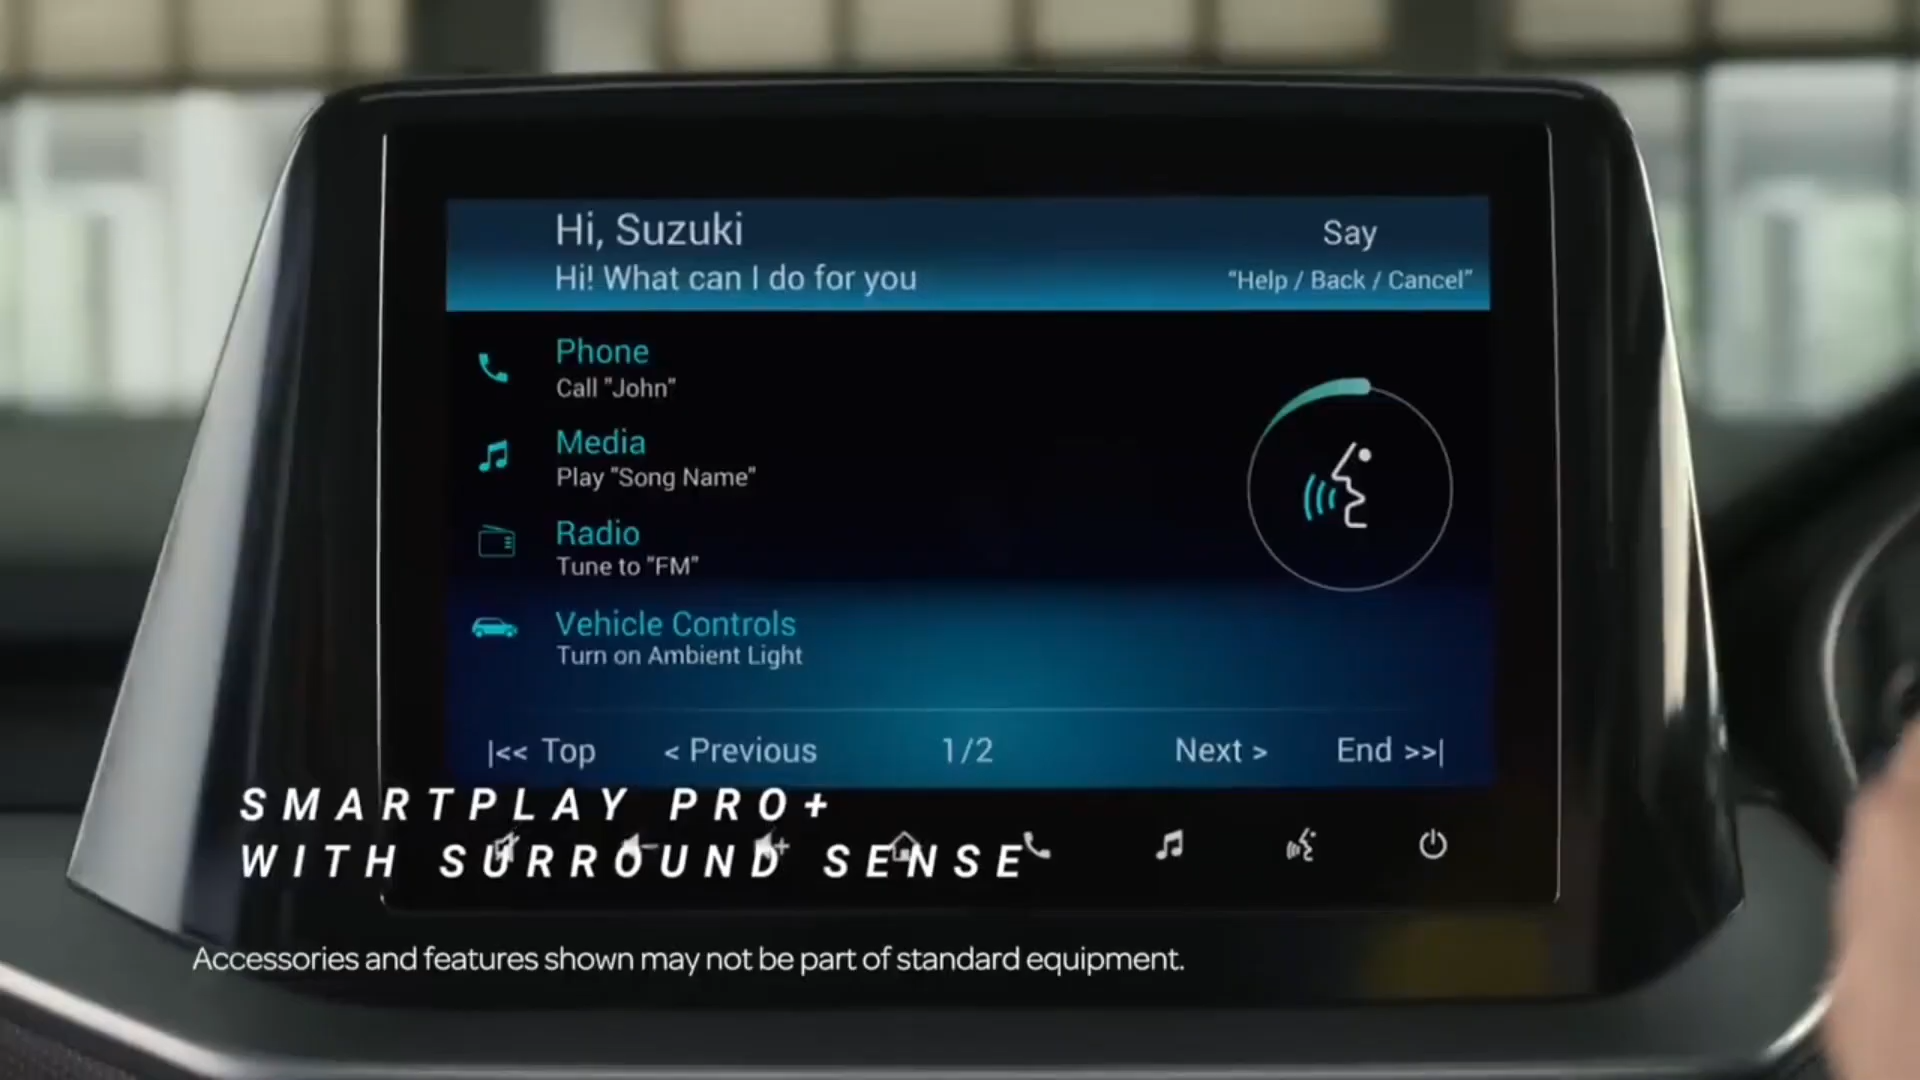 Hi, Suzuki
Hi! What can I do for you
Say
“Help / Back / Cancel”
Phone
Call "John"
Media
Play "Song Name"
Radio
Tune to "FM"
Vehicle Controls
Turn on Ambient Light
|<< Top < Previous 1/2 Next > End >>|
SMARTPLAY PRO+
WITH SURROUND SENSE
Accessories and features shown may not be part of standard equipment.